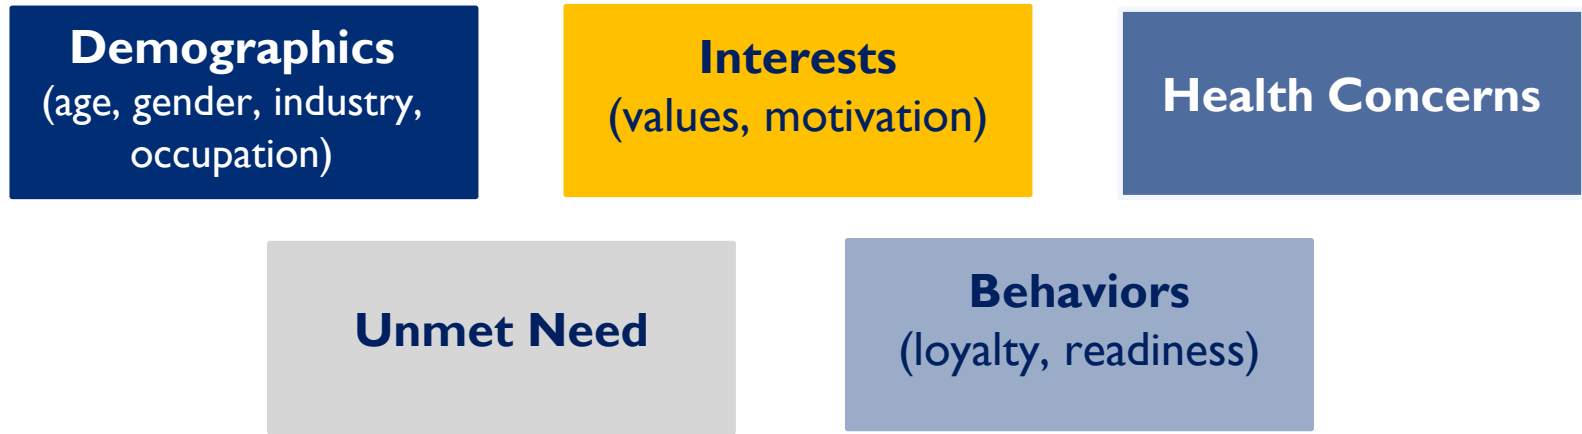 Demographics
(age, gender, industry,
occupation)
Interests
(values, motivation)
Health Concerns
Unmet Need
Behaviors
(loyalty, readiness)